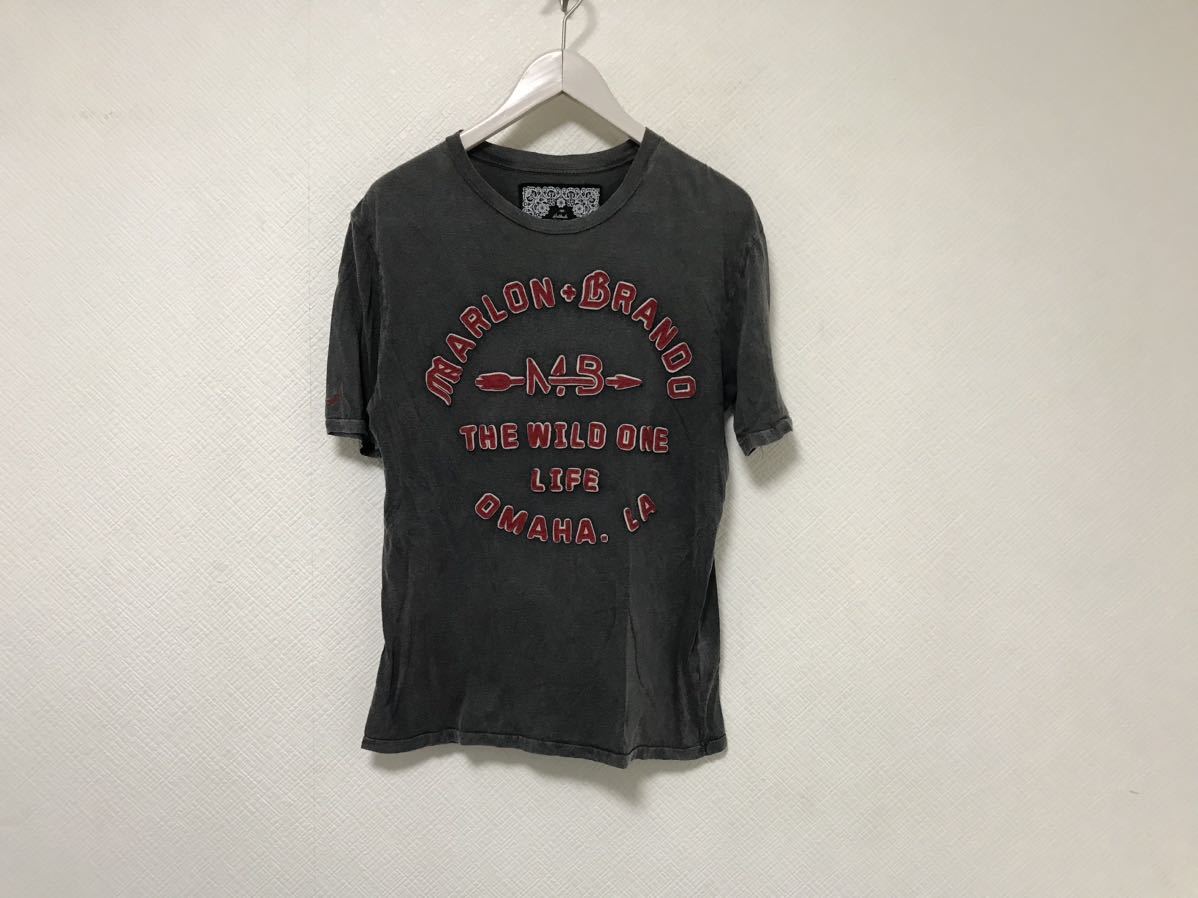 MARLON + BRANDO
MB
THE WILD ONE
LIFE
OMAHA. LA